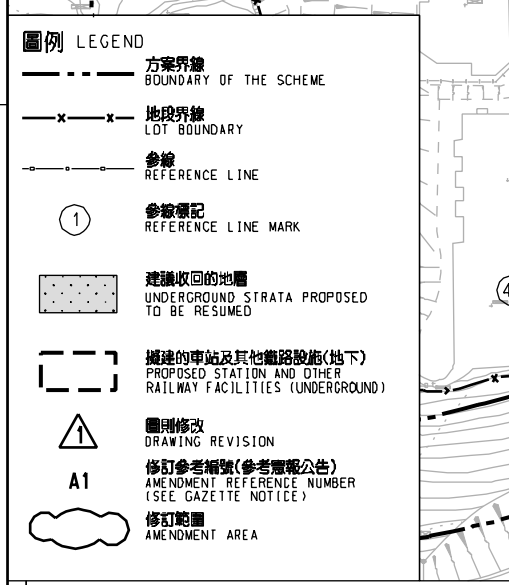 圖例 LEGEND
方案界線
BOUNDARY OF THE SCHEME
地段界線
LOT BOUNDARY
參線
REFERENCE LINE
1
參線標記
REFERENCE LINE MARK
建議收回的地層
UNDERGROUND STRATA PROPOSED
TO BE RESUMED
擬建的車站及其他鐵路設施(地下)
PROPOSED STATION AND OTHER
RAILWAY FACILITIES (UNDERGROUND)
1
圖則修改
DRAWING REVISION
A1
修訂參考編號(參考憲報公告)
AMENDMENT REFERENCE NUMBER
(SEE GAZETTE NOTICE)
修訂範圍
AMENDMENT AREA
4